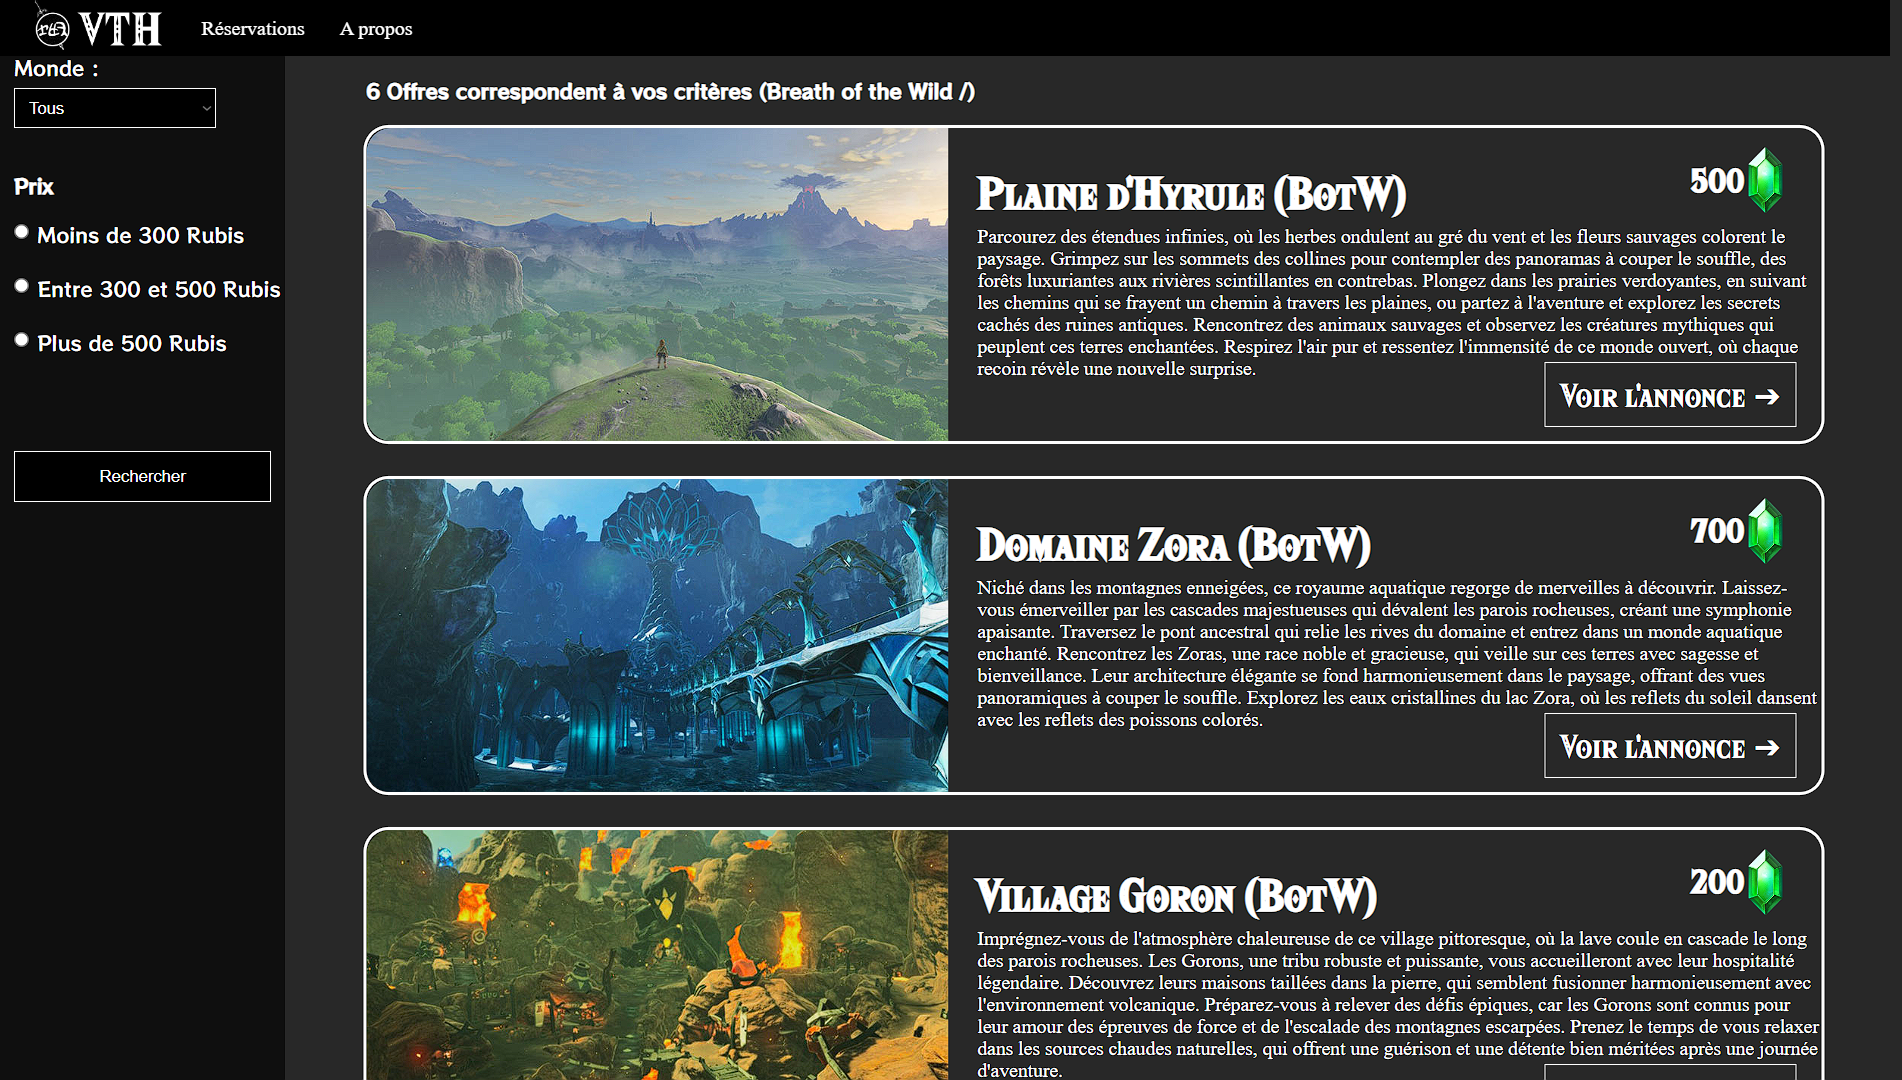 VTH
Réservations
A propos
Monde :
Tous
Prix
Moins de 300 Rubis
Entre 300 et 500 Rubis
Plus de 500 Rubis
Rechercher
6 Offres correspondent à vos critères (Breath of the Wild /)
Plaine d'Hyrule (BotW)
500
Parcourez des étendues infinies, où les herbes ondulent au gré du vent et les fleurs sauvages colorent le
paysage. Grimpez sur les sommets des collines pour contempler des panoramas à couper le souffle, des
forêts luxuriantes aux rivières scintillantes en contrebas. Plongez dans les prairies verdoyantes, en suivant
les chemins qui se frayent un chemin à travers les plaines, ou partez à l'aventure et explorez les secrets
cachés des ruines antiques. Rencontrez des animaux sauvages et observez les créatures mythiques qui
peuplent ces terres enchantées. Respirez l'air pur et ressentez l'immensité de ce monde ouvert, où chaque
recoin révèle une nouvelle surprise.
Voir l'annonce →
Domaine Zora (BotW)
700
Niché dans les montagnes enneigées, ce royaume aquatique regorge de merveilles à découvrir. Laissez-
vous émerveiller par les cascades majestueuses qui dévalent les parois rocheuses, créant une symphonie
apaisante. Traversez le pont ancestral qui relie les rives du domaine et entrez dans un monde aquatique
enchanté. Rencontrez les Zoras, une race noble et gracieuse, qui veille sur ces terres avec sagesse et
bienveillance. Leur architecture élégante se fond harmonieusement dans le paysage, offrant des vues
panoramiques à couper le souffle. Explorez les eaux cristallines du lac Zora, où les reflets du soleil dansent
avec les reflets des poissons colorés.
Voir l'annonce →
Village Goron (BotW)
200
Imprégnez-vous de l'atmosphère chaleureuse de ce village pittoresque, où la lave coule en cascade le long
des parois rocheuses. Les Gorons, une tribu robuste et puissante, vous accueilleront avec leur hospitalité
légendaire. Découvrez leurs maisons taillées dans la pierre, qui semblent fusionner harmonieusement avec
l'environnement volcanique. Préparez-vous à relever des défis épiques, car les Gorons sont connus pour
leur amour des épreuves de force et de l'escalade des montagnes escarpées. Prenez le temps de vous relaxer
dans les sources chaudes naturelles, qui offrent une guérison et une détente bien méritées après une journée
d'aventure.